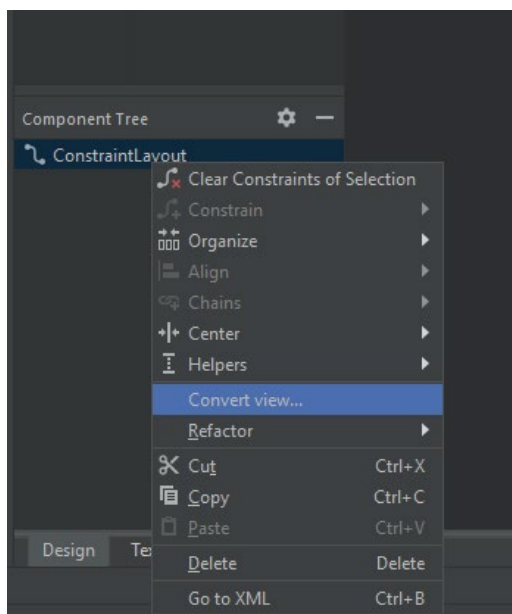 Component Tree
ConstraintLayout
Clear Constraints of Selection
Constrain
Organize
Align
Chains
Center
Helpers
Convert view...
Refactor
Cut Ctrl+X
Copy Ctrl+C
Paste Ctrl+V
Design Te
Delete Delete
Go to XML Ctrl+B